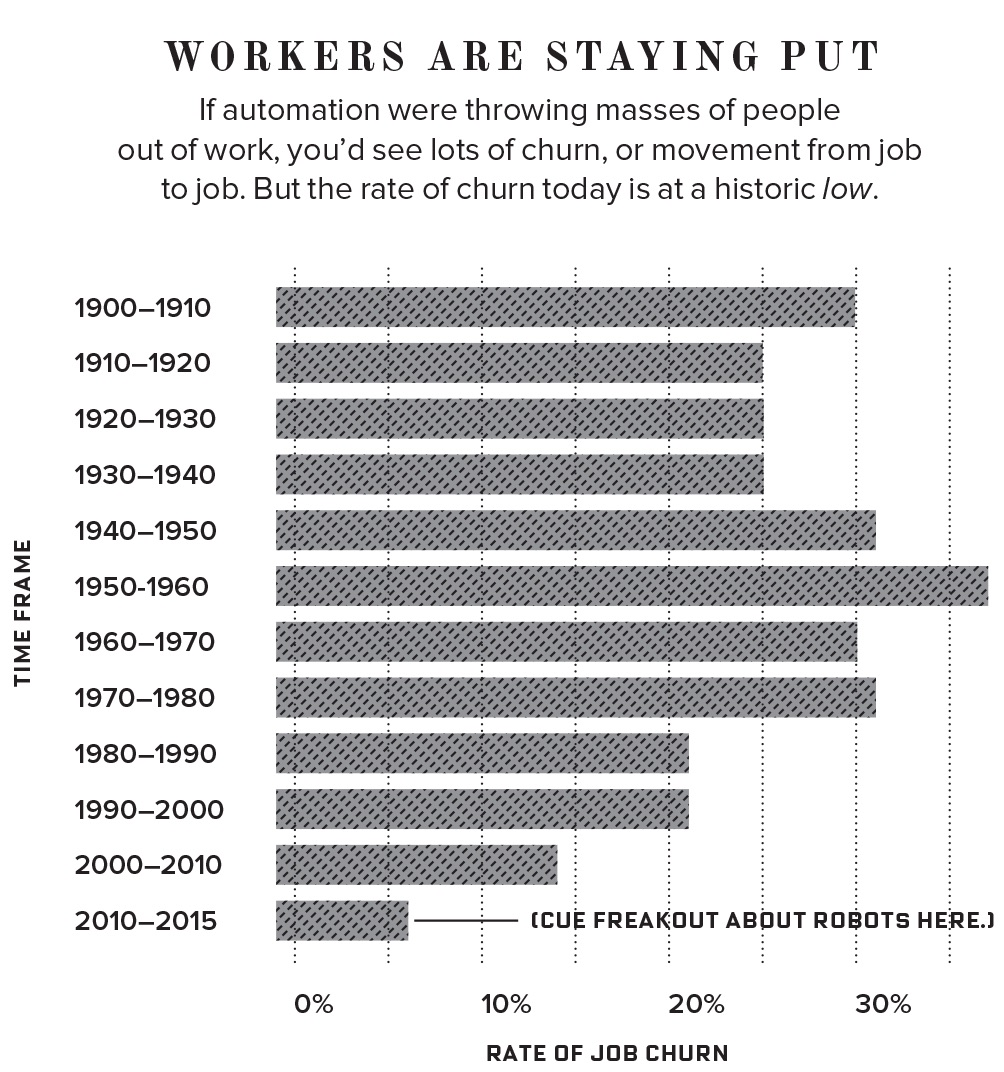 WORKERS ARE STAYING PUT
If automation were throwing masses of people
out of work, you’d see lots of churn, or movement from job
to job. But the rate of churn today is at a historic low.
TIME FRAME
1900–1910
1910–1920
1920–1930
1930–1940
1940–1950
1950-1960
1960–1970
1970–1980
1980–1990
1990–2000
2000–2010
2010–2015 (CUE FREAKOUT ABOUT ROBOTS HERE.)
0% 10% 20% 30%
RATE OF JOB CHURN